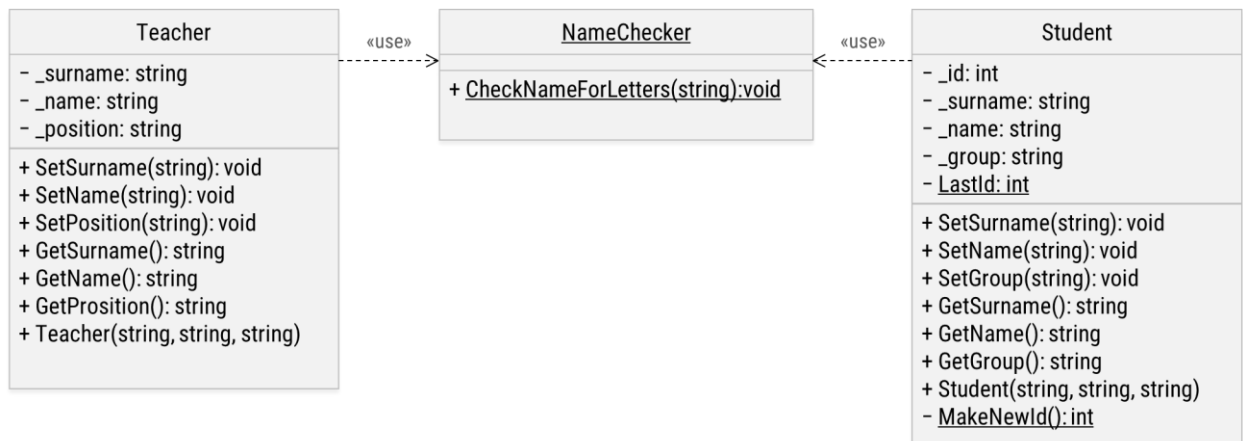 Teacher
− _surname: string
− _name: string
− _position: string
+ SetSurname(string): void
+ SetName(string): void
+ SetPosition(string): void
+ GetSurname(): string
+ GetName(): string
+ GetProsition(): string
+ Teacher(string, string, string)
«use»
NameChecker
+ CheckNameForLetters(string):void
«use»
Student
− _id: int
− _surname: string
− _name: string
− _group: string
− LastId: int
+ SetSurname(string): void
+ SetName(string): void
+ SetGroup(string): void
+ GetSurname(): string
+ GetName(): string
+ GetGroup(): string
+ Student(string, string, string)
− MakeNewId(): int